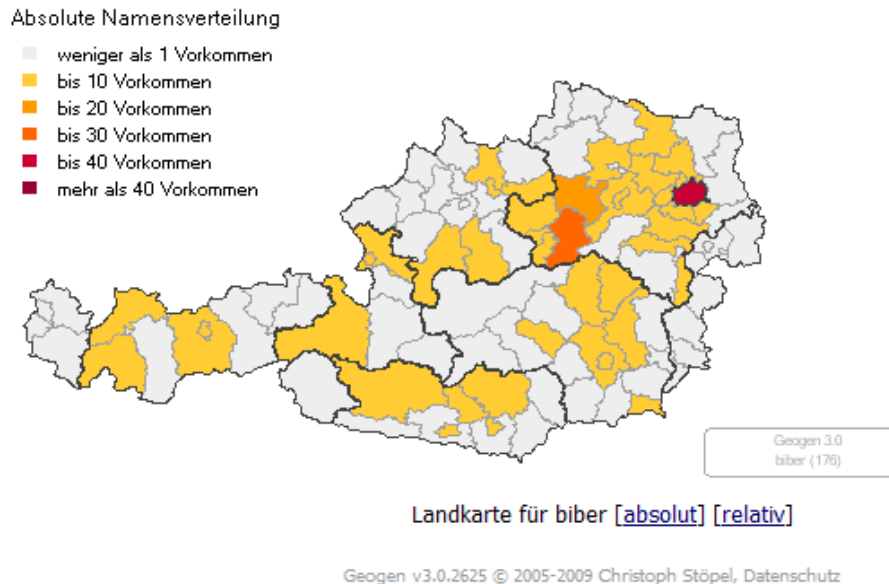 Absolute Namensverteilung
weniger als 1 Vorkommen
bis 10 Vorkommen
bis 20 Vorkommen
bis 30 Vorkommen
bis 40 Vorkommen
mehr als 40 Vorkommen
Geogen 3.0
biber (176)
Landkarte für biber [absolut] [relativ]
Geogen v3.0.2625 © 2005-2009 Christoph Stöpel, Datenschutz